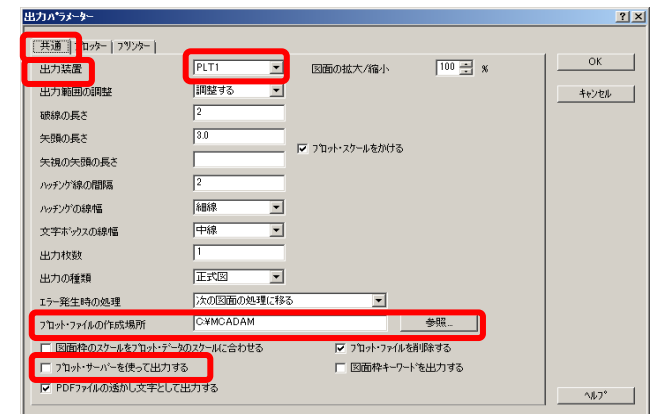 出力ﾊﾟﾗﾒｰﾀｰ
共通 ﾌﾟﾛｯﾀｰ ﾌﾟﾘﾝﾀｰ
出力装置 PLT1 図面の拡大/縮小 100 % OK
出力範囲の調整 調整する ｷｬﾝｾﾙ
破線の長さ 2
矢頭の長さ 3.0
ﾌﾟﾛｯﾄ･ｽｹｰﾙをかける
矢視の矢頭の長さ
ﾊｯﾁﾝｸﾞ線の間隔 2
ﾊｯﾁﾝｸﾞの線幅 細線
文字ﾎﾞｯｸｽの線幅 中線
出力枚数 1
出力の種類 正式図
ｴﾗｰ発生時の処理 次の図面の処理に移る
ﾌﾟﾛｯﾄ･ﾌｧｲﾙの作成場所 C:¥MCADAM 参照...
図面枠のｽｹｰﾙをﾌﾟﾛｯﾄ･ﾃﾞｰﾀのｽｹｰﾙに合わせる ﾌﾟﾛｯﾄ･ﾌｧｲﾙを削除する
ﾌﾟﾛｯﾄ･ｻｰﾊﾞｰを使って出力する 図面枠ｷｰﾜｰﾄﾞを出力する
PDFﾌｧｲﾙの透かし文字として出力する ﾍﾙﾌﾟ